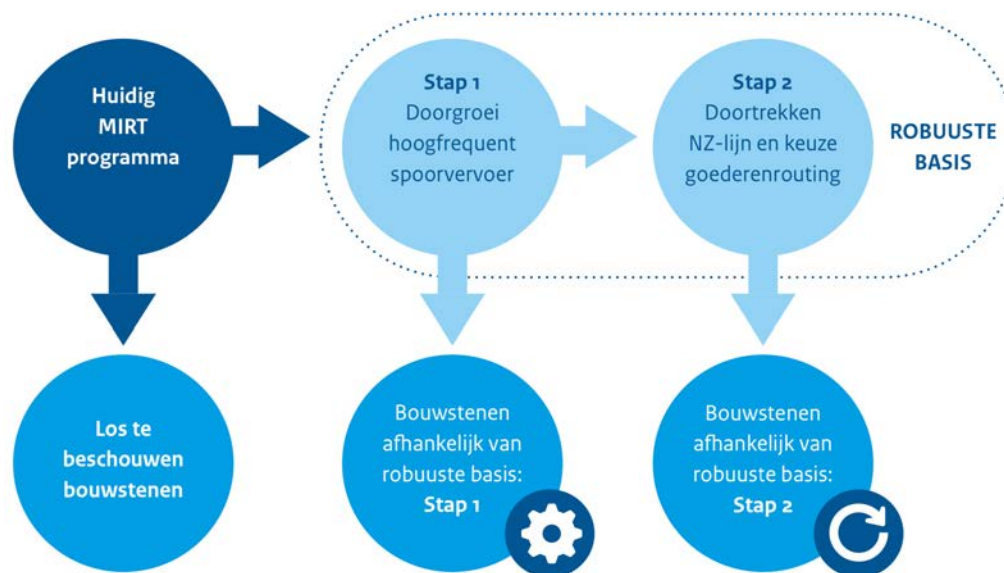 Huidig
MIRT
programma
Stap 1
Doorgroei
hoogfrequent
spoorvervoer
Stap 2
Doortrekken
NZ-lijn en keuze
goederenrouting
ROBUUSTE
BASIS
Los te
beschouwen
bouwstenen
Bouwstenen
afhankelijk van
robuuste basis:
Stap 1
Bouwstenen
afhankelijk van
robuuste basis:
Stap 2